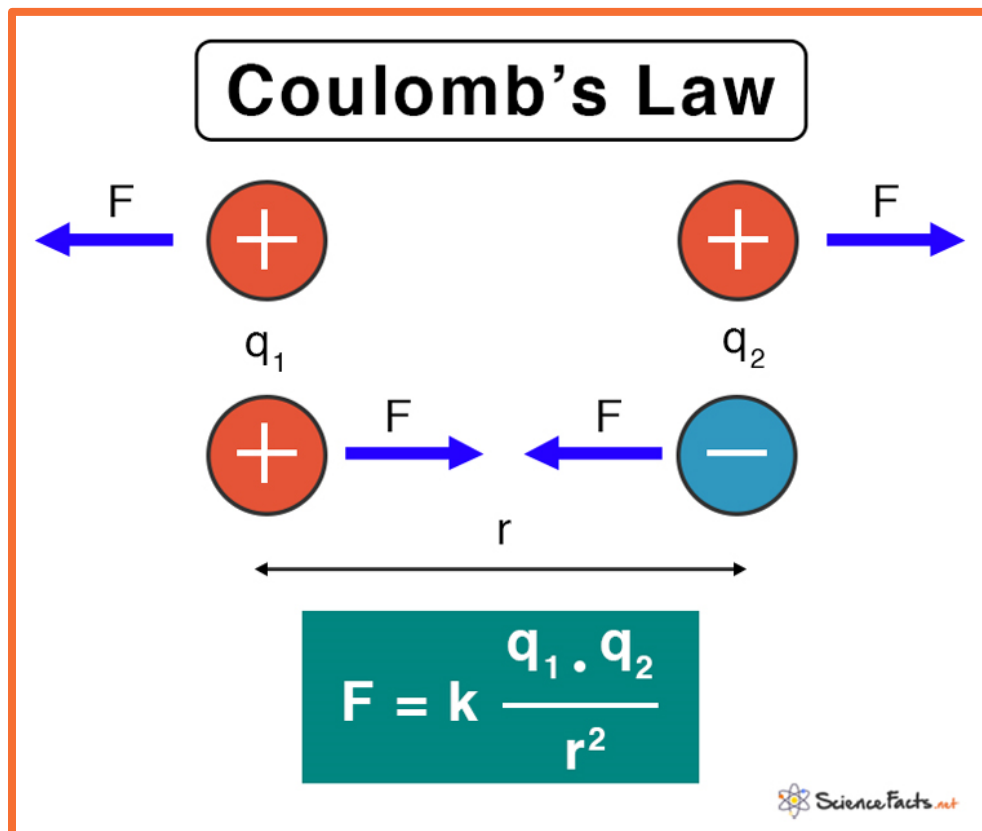 Coulomb's Law
F F
+ +
q₁ q₂
F F
+ −
r
F = k q₁ . q₂ / r²
ScienceFacts.net